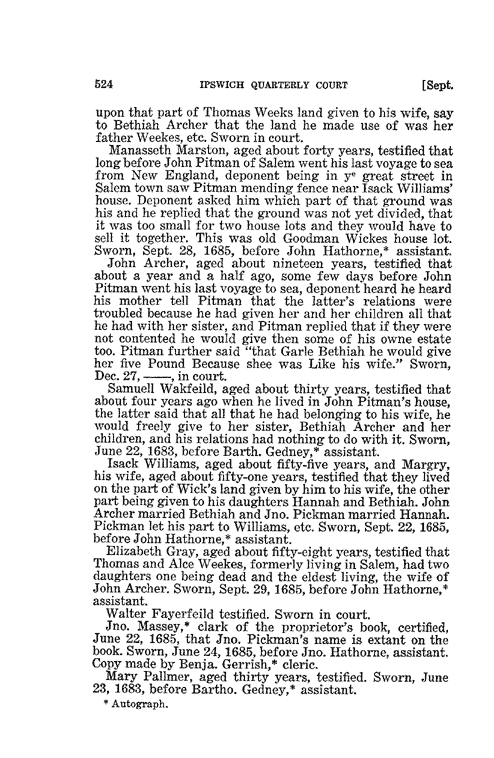 524 IPSWICH QUARTERLY COURT [Sept.
upon that part of Thomas Weeks land given to his wife, say
to Bethiah Archer that the land he made use of was her
father Weekes, etc. Sworn in court.
Manasseth Marston, aged about forty years, testified that
long before John Pitman of Salem went his last voyage to sea
from New England, deponent being in yᵉ great street in
Salem town saw Pitman mending fence near Isack Williams'
house. Deponent asked him which part of that ground was
his and he replied that the ground was not yet divided, that
it was too small for two house lots and they would have to
sell it together. This was old Goodman Wickes house lot.
Sworn, Sept. 28, 1685, before John Hathorne,* assistant.
John Archer, aged about nineteen years, testified that
about a year and a half ago, some few days before John
Pitman went his last voyage to sea, deponent heard he heard
his mother tell Pitman that the latter's relations were
troubled because he had given her and her children all that
he had with her sister, and Pitman replied that if they were
not contented he would give then some of his owne estate
too. Pitman further said "that Garle Bethiah he would give
her five Pound Because shee was Like his wife." Sworn,
Dec. 27, ——, in court.
Samuell Wakfeild, aged about thirty years, testified that
about four years ago when he lived in John Pitman's house,
the latter said that all that he had belonging to his wife, he
would freely give to her sister, Bethiah Archer and her
children, and his relations had nothing to do with it. Sworn,
June 22, 1683, before Barth. Gedney,* assistant.
Isack Williams, aged about fifty-five years, and Margry,
his wife, aged about fifty-one years, testified that they lived
on the part of Wick's land given by him to his wife, the other
part being given to his daughters Hannah and Bethiah. John
Archer married Bethiah and Jno. Pickman married Hannah.
Pickman let his part to Williams, etc. Sworn, Sept. 22, 1685,
before John Hathorne,* assistant.
Elizabeth Gray, aged about fifty-eight years, testified that
Thomas and Alce Weekes, formerly living in Salem, had two
daughters one being dead and the eldest living, the wife of
John Archer. Sworn, Sept. 29, 1685, before John Hathorne,*
assistant.
Walter Fayerfeild testified. Sworn in court.
Jno. Massey,* clark of the proprietor's book, certified,
June 22, 1685, that Jno. Pickman's name is extant on the
book. Sworn, June 24, 1685, before Jno. Hathorne, assistant.
Copy made by Benja. Gerrish,* cleric.
Mary Pallmer, aged thirty years, testified. Sworn, June
23, 1683, before Bartho. Gedney,* assistant.
* Autograph.